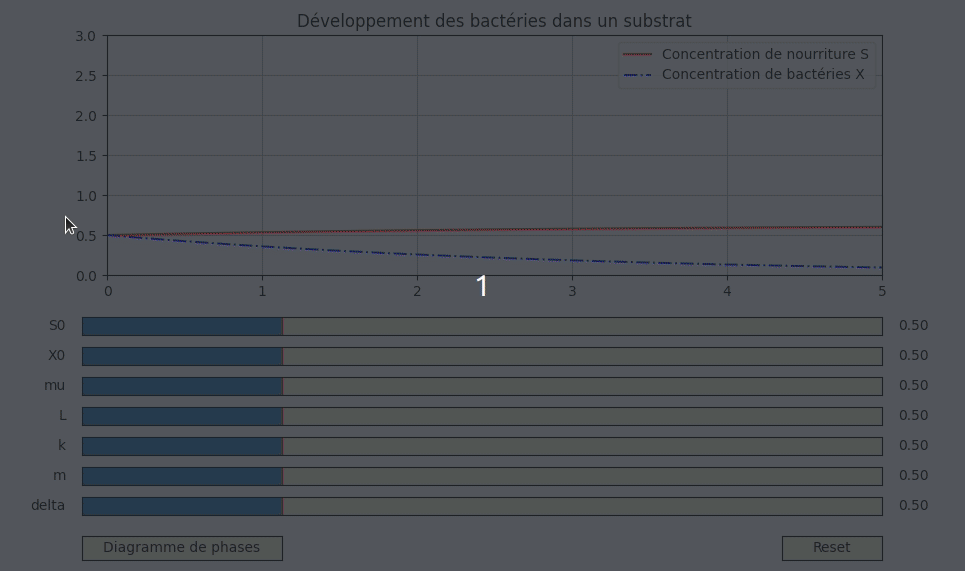 Développement des bactéries dans un substrat
3.0
2.5
2.0
1.5
1.0
0.5
0.0
Concentration de nourriture S
Concentration de bactéries X
0 1 2 3 4 5
1
S0 0.50
X0 0.50
mu 0.50
L 0.50
k 0.50
m 0.50
delta 0.50
Diagramme de phases Reset